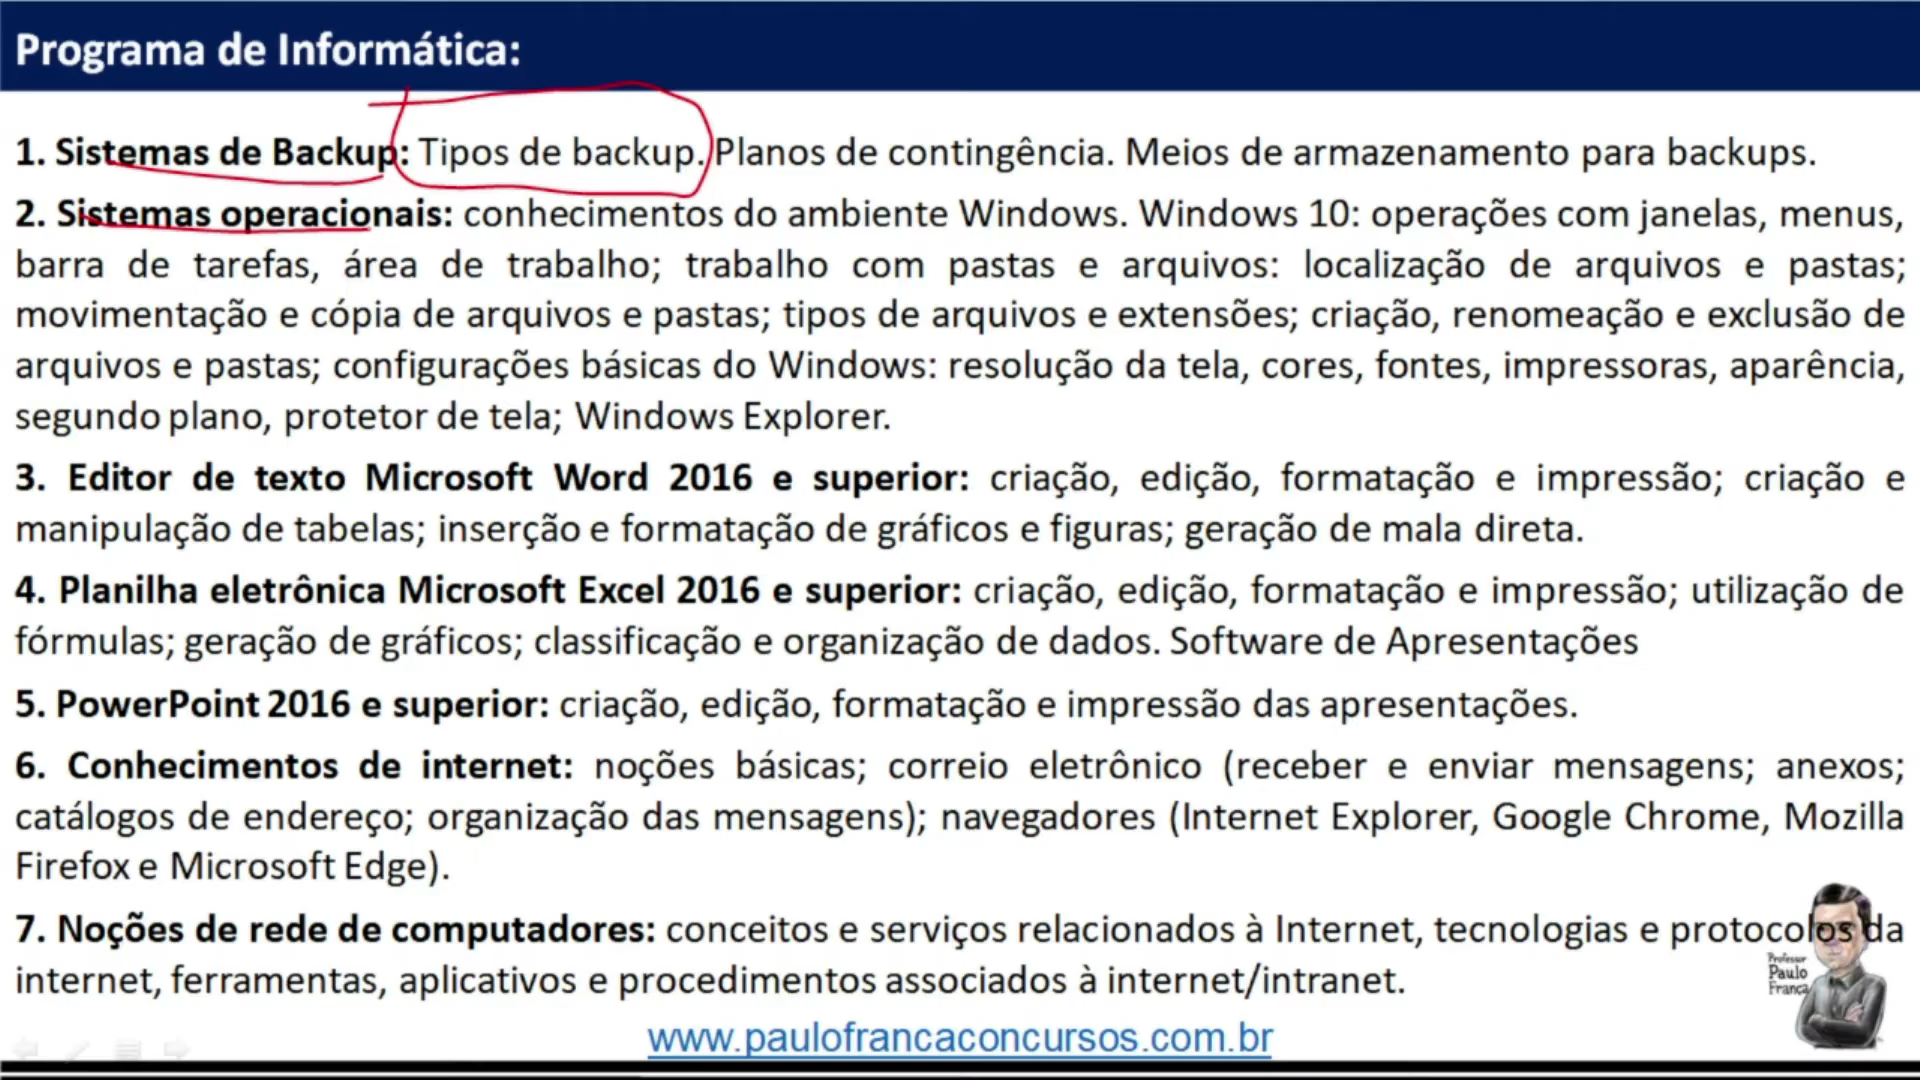 Programa de Informática:
1. Sistemas de Backup: Tipos de backup. Planos de contingência. Meios de armazenamento para backups.
2. Sistemas operacionais: conhecimentos do ambiente Windows. Windows 10: operações com janelas, menus,
barra de tarefas, área de trabalho; trabalho com pastas e arquivos: localização de arquivos e pastas;
movimentação e cópia de arquivos e pastas; tipos de arquivos e extensões; criação, renomeação e exclusão de
arquivos e pastas; configurações básicas do Windows: resolução da tela, cores, fontes, impressoras, aparência,
segundo plano, protetor de tela; Windows Explorer.
3. Editor de texto Microsoft Word 2016 e superior: criação, edição, formatação e impressão; criação e
manipulação de tabelas; inserção e formatação de gráficos e figuras; geração de mala direta.
4. Planilha eletrônica Microsoft Excel 2016 e superior: criação, edição, formatação e impressão; utilização de
fórmulas; geração de gráficos; classificação e organização de dados. Software de Apresentações
5. PowerPoint 2016 e superior: criação, edição, formatação e impressão das apresentações.
6. Conhecimentos de internet: noções básicas; correio eletrônico (receber e enviar mensagens; anexos;
catálogos de endereço; organização das mensagens); navegadores (Internet Explorer, Google Chrome, Mozilla
Firefox e Microsoft Edge).
7. Noções de rede de computadores: conceitos e serviços relacionados à Internet, tecnologias e protocolos da
internet, ferramentas, aplicativos e procedimentos associados à internet/intranet.
Professor
Paulo
França
www.paulofrancaconcursos.com.br